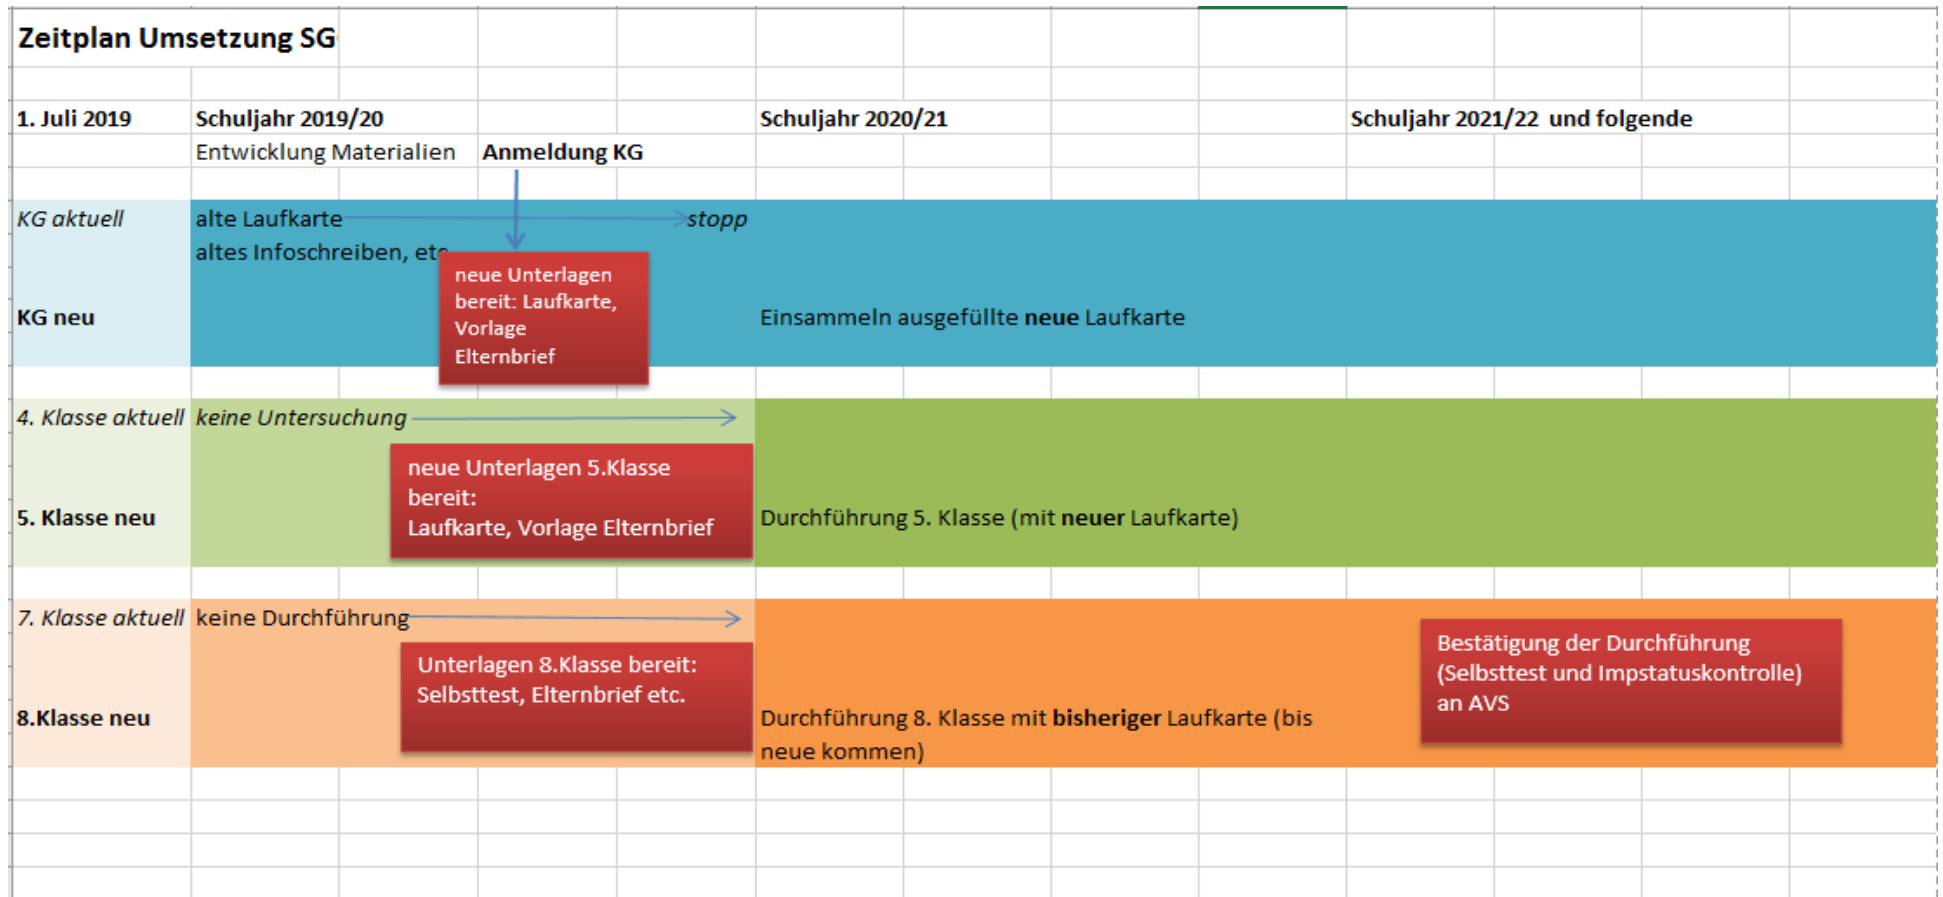 Zeitplan Umsetzung SG
1. Juli 2019 Schuljahr 2019/20 Schuljahr 2020/21 Schuljahr 2021/22 und folgende
Entwicklung Materialien Anmeldung KG
KG aktuell alte Laufkarte stopp
altes Infoschreiben, etc
neue Unterlagen
bereit: Laufkarte,
Vorlage
Elternbrief
KG neu Einsammeln ausgefüllte neue Laufkarte
4. Klasse aktuell keine Untersuchung
neue Unterlagen 5.Klasse
bereit:
Laufkarte, Vorlage Elternbrief
5. Klasse neu Durchführung 5. Klasse (mit neuer Laufkarte)
7. Klasse aktuell keine Durchführung
Unterlagen 8.Klasse bereit:
Selbsttest, Elternbrief etc.
Bestätigung der Durchführung
(Selbsttest und Impstatuskontrolle)
an AVS
8.Klasse neu Durchführung 8. Klasse mit bisheriger Laufkarte (bis
neue kommen)